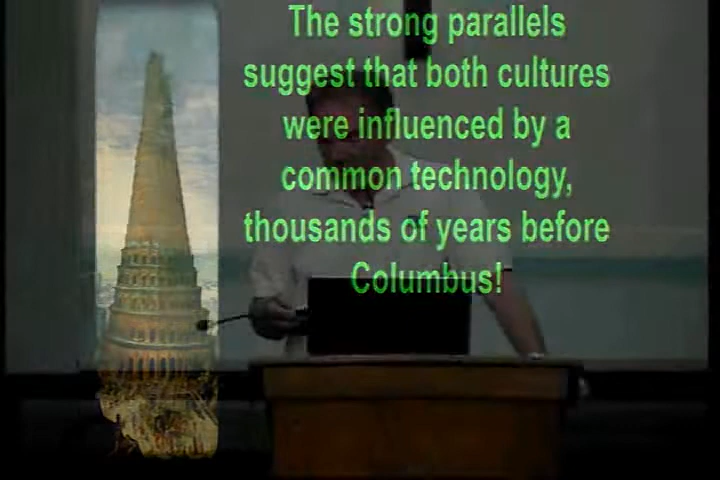 The strong parallels
suggest that both cultures
were influenced by a
common technology,
thousands of years before
Columbus!